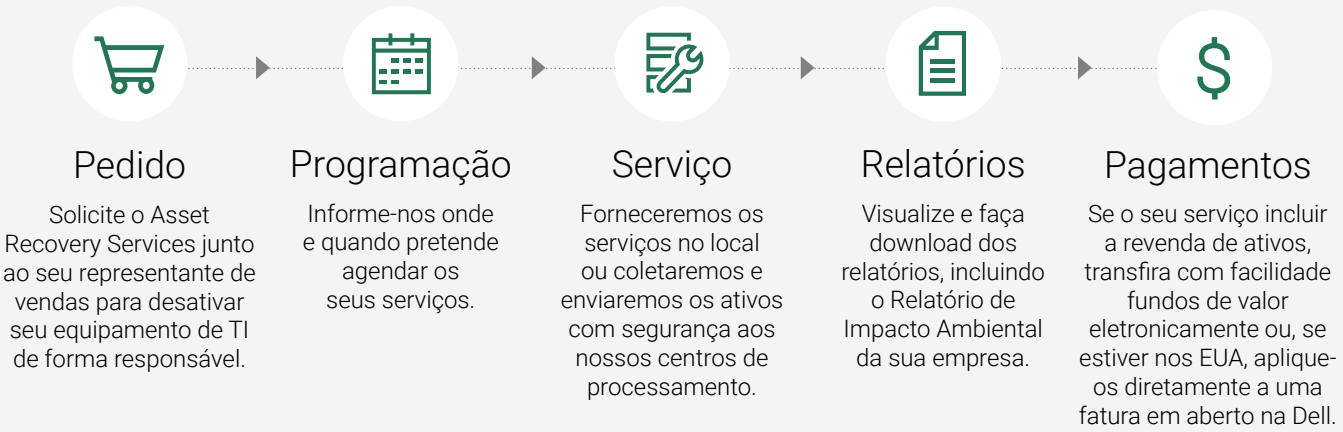 Pedido
Solicite o Asset
Recovery Services junto
ao seu representante de
vendas para desativar
seu equipamento de TI
de forma responsável.
Programação
Informe-nos onde
e quando pretende
agendar os
seus serviços.
Serviço
Forneceremos os
serviços no local
ou coletaremos e
enviaremos os ativos
com segurança aos
nossos centros de
processamento.
Relatórios
Visualize e faça
download dos
relatórios, incluindo
o Relatório de
Impacto Ambiental
da sua empresa.
$
Pagamentos
Se o seu serviço incluir
a revenda de ativos,
transfira com facilidade
fundos de valor
eletronicamente ou, se
estiver nos EUA, aplique-
os diretamente a uma
fatura em aberto na Dell.